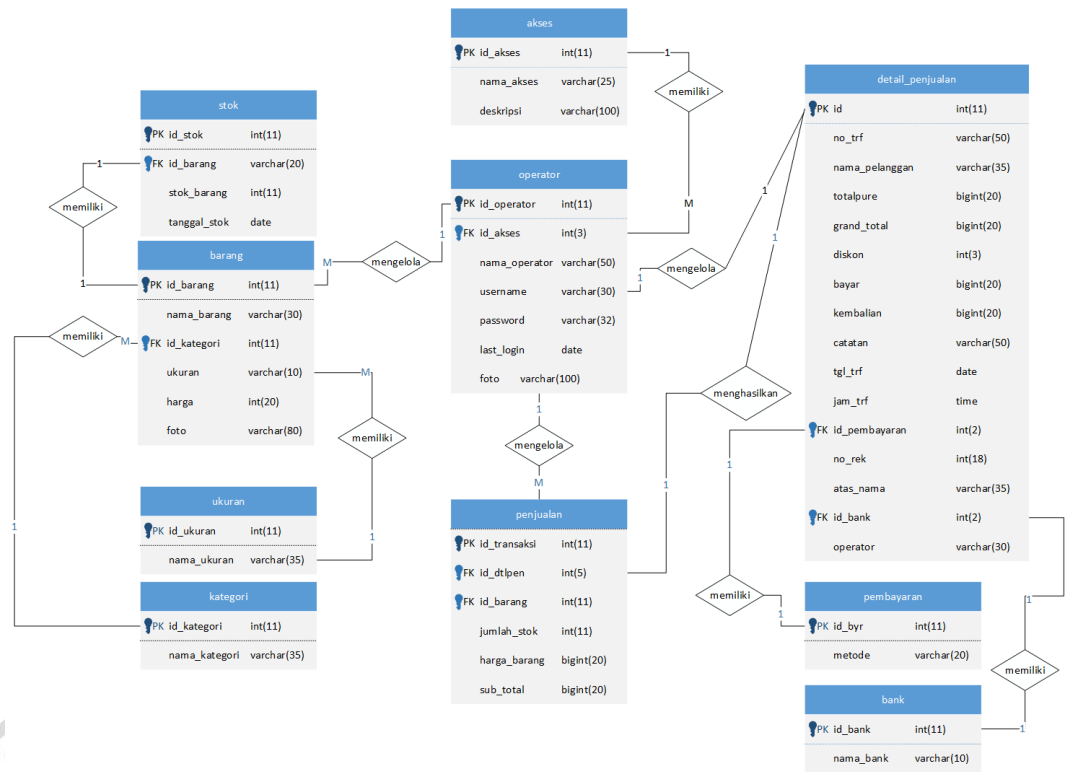 akses
PK id_akses int(11)
nama_akses varchar(25)
deskripsi varchar(100)
1
memiliki
M
stok
PK id_stok int(11)
FK id_barang varchar(20)
stok_barang int(11)
tanggal_stok date
1
memiliki
1
barang
PK id_barang int(11)
nama_barang varchar(30)
FK id_kategori int(11)
ukuran varchar(10)
harga int(20)
foto varchar(80)
M
mengelola
1
operator
PK id_operator int(11)
FK id_akses int(3)
nama_operator varchar(50)
username varchar(30)
password varchar(32)
last_login date
foto varchar(100)
1
mengelola
1
detail_penjualan
PK id int(11)
no_trf varchar(50)
nama_pelanggan varchar(35)
totalpure bigint(20)
grand_total bigint(20)
diskon int(3)
bayar bigint(20)
kembalian bigint(20)
catatan varchar(50)
tgl_trf date
jam_trf time
FK id_pembayaran int(2)
no_rek int(18)
atas_nama varchar(35)
FK id_bank int(2)
operator varchar(30)
1
menghasilkan
1
memiliki
M
1
M
memiliki
1
ukuran
PK id_ukuran int(11)
nama_ukuran varchar(35)
kategori
PK id_kategori int(11)
nama_kategori varchar(35)
1
mengelola
M
penjualan
PK id_transaksi int(11)
FK id_dtlpen int(5)
FK id_barang int(11)
jumlah_stok int(11)
harga_barang bigint(20)
sub_total bigint(20)
1
memiliki
1
pembayaran
PK id_byr int(11)
metode varchar(20)
1
memiliki
1
bank
PK id_bank int(11)
nama_bank varchar(10)